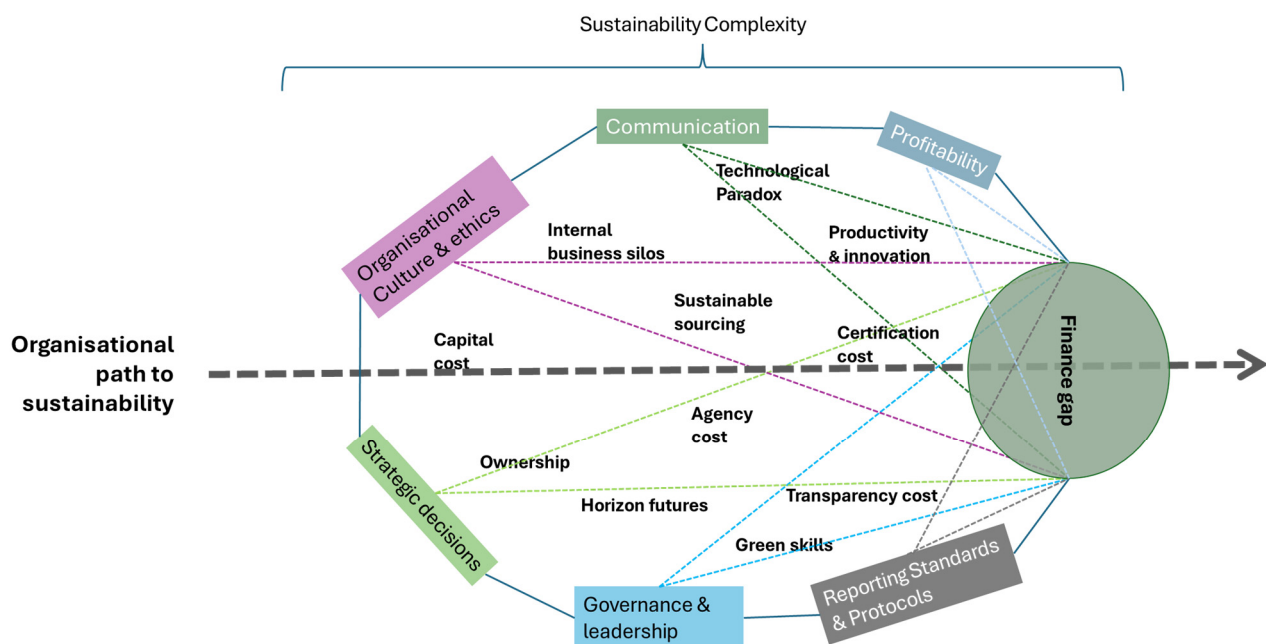 Sustainability Complexity
Communication
Profitability
Organisational
Culture & ethics
Technological
Paradox
Internal
business silos
Productivity
& innovation
Sustainable
sourcing
Certification
cost
Capital
cost
Organisational
path to
sustainability
Finance gap
Agency
cost
Strategic decisions
Ownership
Horizon futures
Transparency cost
Green skills
Reporting Standards
& Protocols
Governance &
leadership